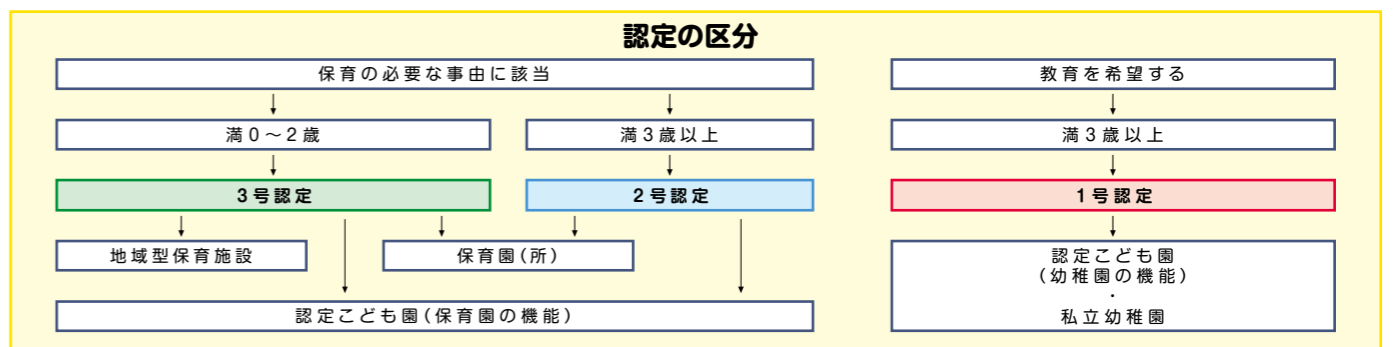 認定の区分
保育の必要な事由に該当
教育を希望する
満0～2歳
満3歳以上
満3歳以上
3号認定
2号認定
1号認定
地域型保育施設
保育園(所)
認定こども園(保育園の機能)
認定こども園
(幼稚園の機能)
・
私立幼稚園